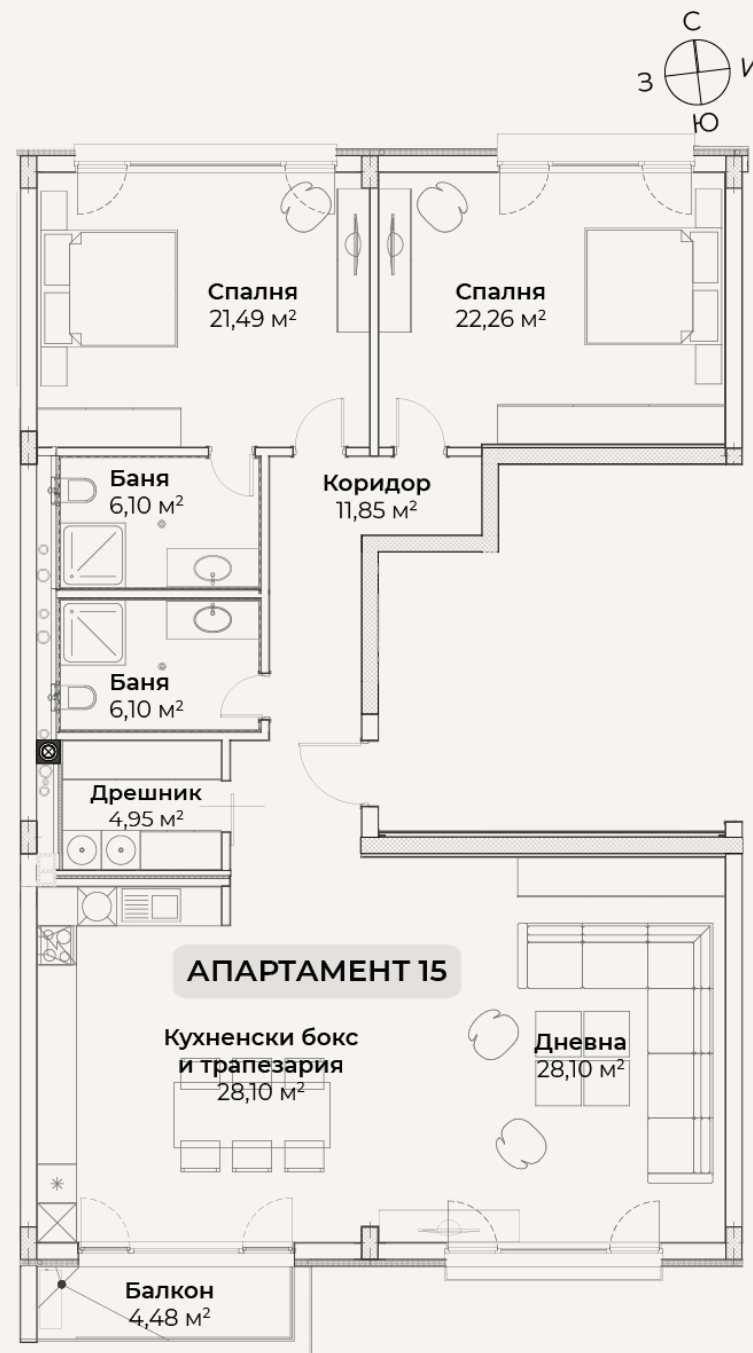 С
З
И
Ю
Спалня
21,49 м²
Спалня
22,26 м²
Баня
6,10 м²
Коридор
11,85 м²
Баня
6,10 м²
Дрешник
4,95 м²
АПАРТАМЕНТ 15
Кухненски бокс
и трапезария
28,10 м²
Дневна
28,10 м²
Балкон
4,48 м²